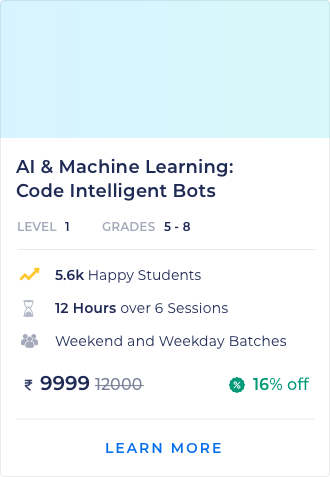 AI & Machine Learning:
Code Intelligent Bots
LEVEL 1 GRADES 5 - 8
5.6k Happy Students
12 Hours over 6 Sessions
Weekend and Weekday Batches
₹ 9999 12000 16% off
LEARN MORE